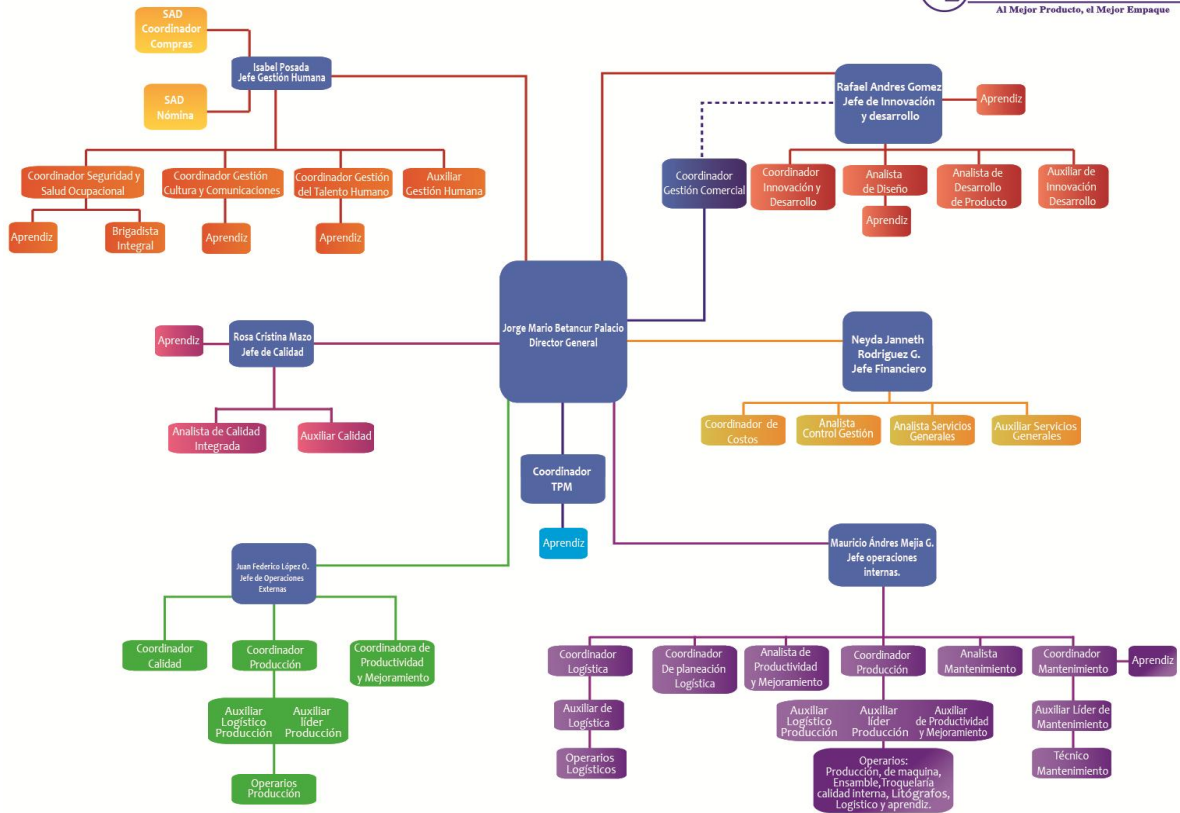 Al Mejor Producto, el Mejor Empaque
SAD
Coordinador
Compras
Isabel Posada
Jefe Gestión Humana
SAD
Nómina
Coordinador Seguridad y
Salud Ocupacional
Coordinador Gestión
Cultura y Comunicaciones
Coordinador Gestión
del Talento Humano
Auxiliar
Gestión Humana
Aprendiz
Brigadista
Integral
Aprendiz
Aprendiz
Rafael Andres Gomez
Jefe de Innovación
y desarrollo
Aprendiz
Coordinador
Gestión Comercial
Coordinador
Innovación y
Desarrollo
Analista
de Diseño
Analista de
Desarrollo
de Producto
Auxiliar de
Innovación
Desarrollo
Aprendiz
Jorge Mario Betancur Palacio
Director General
Aprendiz
Rosa Cristina Mazo
Jefe de Calidad
Analista de Calidad
Integrada
Auxiliar Calidad
Neyda Janneth
Rodriguez G.
Jefe Financiero
Coordinador de
Costos
Analista
Control Gestión
Analista Servicios
Generales
Auxiliar Servicios
Generales
Coordinador
TPM
Aprendiz
Juan Federico López O.
Jefe de Operaciones
Externas
Coordinador
Calidad
Coordinador
Producción
Coordinadora de
Productividad
y Mejoramiento
Auxiliar
Logístico
Producción
Auxiliar
líder
Producción
Operarios
Producción
Mauricio Ándres Mejía G.
Jefe operaciones
internas.
Coordinador
Logística
Coordinador
De planeación
Logística
Analista de
Productividad
y Mejoramiento
Coordinador
Producción
Analista
Mantenimiento
Coordinador
Mantenimiento
Aprendiz
Auxiliar de
Logística
Operarios
Logísticos
Auxiliar
Logístico
Producción
Auxiliar
líder
Producción
Auxiliar
de Productividad
y Mejoramiento
Operarios:
Producción, de maquina,
Ensamble,Troquelaría
calidad interna, Litógrafos,
Logistico y aprendiz.
Auxiliar Líder de
Mantenimiento
Técnico
Mantenimiento